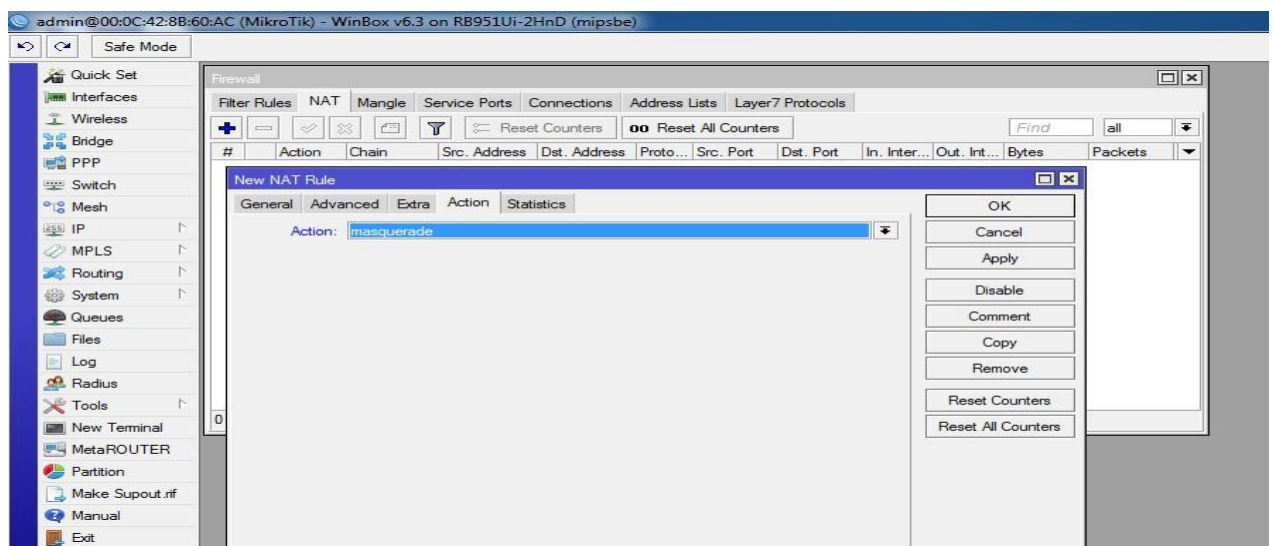 admin@00:0C:42:8B:60:AC (MikroTik) - WinBox v6.3 on RB951Ui-2HnD (mipsbe)
Safe Mode
Quick Set
Interfaces
Wireless
Bridge
PPP
Switch
Mesh
IP
MPLS
Routing
System
Queues
Files
Log
Radius
Tools
New Terminal
MetaROUTER
Partition
Make Supout.rif
Manual
Exit
Firewall
Filter Rules NAT Mangle Service Ports Connections Address Lists Layer7 Protocols
Reset Counters 00 Reset All Counters Find all
# Action Chain Src. Address Dst. Address Proto... Src. Port Dst. Port In. Inter... Out. Int... Bytes Packets
New NAT Rule
General Advanced Extra Action Statistics
Action: masquerade
OK
Cancel
Apply
Disable
Comment
Copy
Remove
Reset Counters
Reset All Counters
0